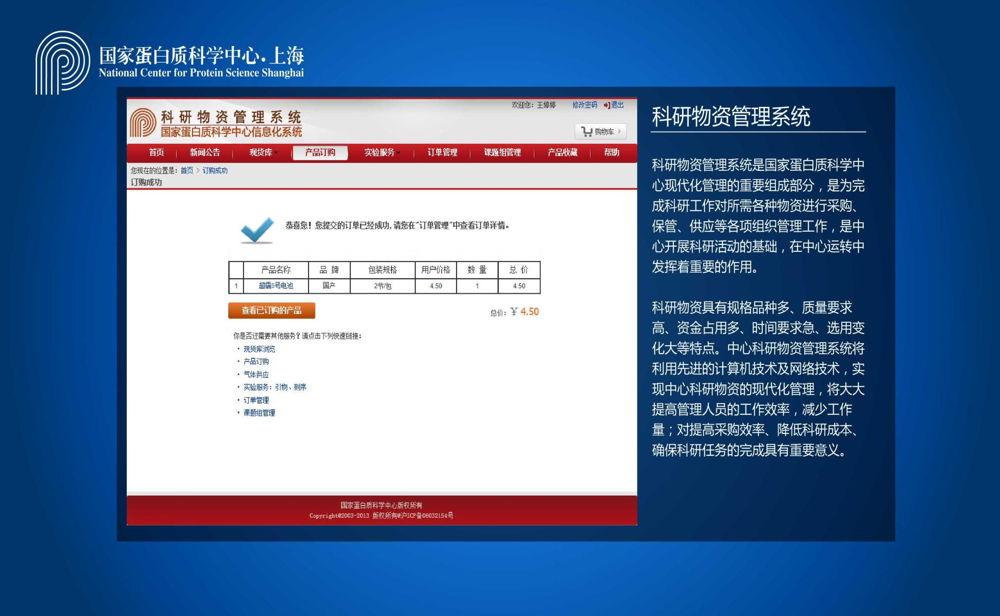 国家蛋白质科学中心·上海
National Center for Protein Science Shanghai
欢迎您：王婷婷 修改密码 退出
科研物资管理系统
国家蛋白质科学中心信息化系统
购物车
首页 新闻公告 现货库 产品订购 实验服务 订单管理 课题组管理 产品收藏 帮助
您现在的位置是：首页 > 订购成功
订购成功
恭喜您！您提交的订单已经成功,请您在"订单管理"中查看订单详情。
产品名称 品 牌 包装规格 用户价格 数 量 总 价
1 超霸5号电池 国产 2节/包 4.50 1 4.50
查看已订购的产品
总价：￥4.50
你是否还需要其他服务？请点击下列快速链接：
· 现货库浏览
· 产品订购
· 气体供应
· 实验服务：引物、测序
· 订单管理
· 课题组管理
国家蛋白质科学中心版权所有
Copyright@2003-2013 版权所有@沪ICP备06032154号
科研物资管理系统
科研物资管理系统是国家蛋白质科学中
心现代化管理的重要组成部分，是为完
成科研工作对所需各种物资进行采购、
保管、供应等各项组织管理工作，是中
心开展科研活动的基础，在中心运转中
发挥着重要的作用。
科研物资具有规格品种多、质量要求
高、资金占用多、时间要求急、选用变
化大等特点。中心科研物资管理系统将
利用先进的计算机技术及网络技术，实
现中心科研物资的现代化管理，将大大
提高管理人员的工作效率，减少工作
量；对提高采购效率、降低科研成本、
确保科研任务的完成具有重要意义。